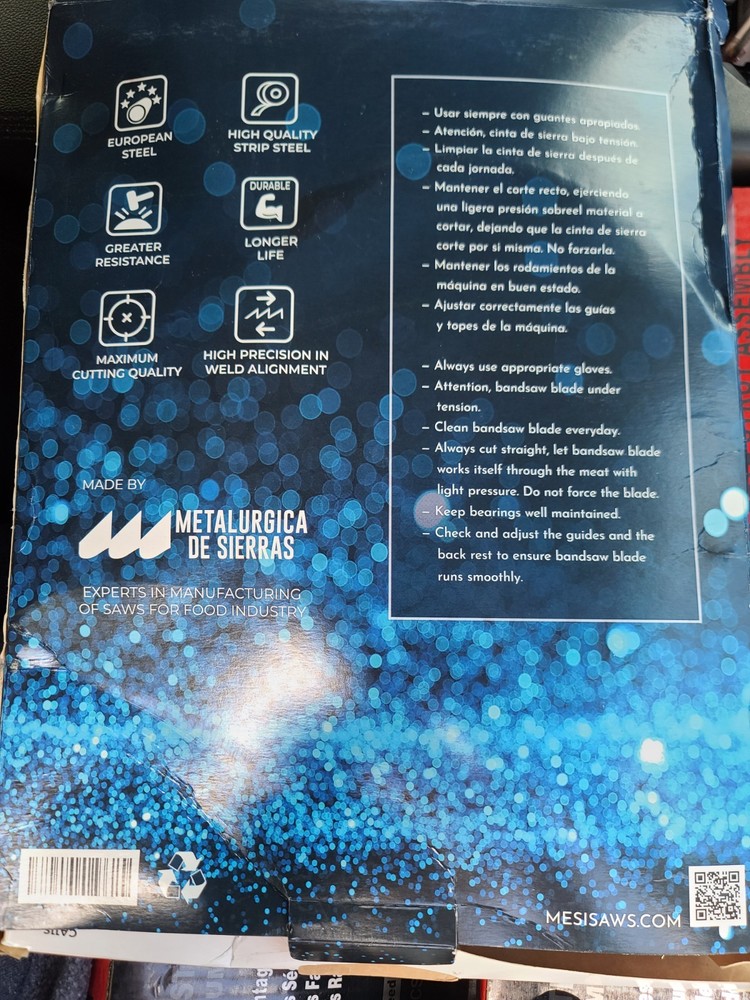 EUROPEAN
STEEL
HIGH QUALITY
STRIP STEEL
GREATER
RESISTANCE
DURABLE
LONGER
LIFE
MAXIMUM
CUTTING QUALITY
HIGH PRECISION IN
WELD ALIGNMENT
MADE BY
METALURGICA
DE SIERRAS
EXPERTS IN MANUFACTURING
OF SAWS FOR FOOD INDUSTRY
– Usar siempre con guantes apropiados.
– Atención, cinta de sierra bajo tensión.
– Limpiar la cinta de sierra después de
cada jornada.
– Mantener el corte recto, ejerciendo
una ligera presión sobreel material a
cortar, dejando que la cinta de sierra
corte por si misma. No forzarla.
– Mantener los rodamientos de la
máquina en buen estado.
– Ajustar correctamente las guías
y topes de la máquina.
– Always use appropriate gloves.
– Attention, bandsaw blade under
tension.
– Clean bandsaw blade everyday.
– Always cut straight, let bandsaw blade
works itself through the meat with
light pressure. Do not force the blade.
– Keep bearings well maintained.
– Check and adjust the guides and the
back rest to ensure bandsaw blade
runs smoothly.
MESISAWS.COM
ASSEMBLY